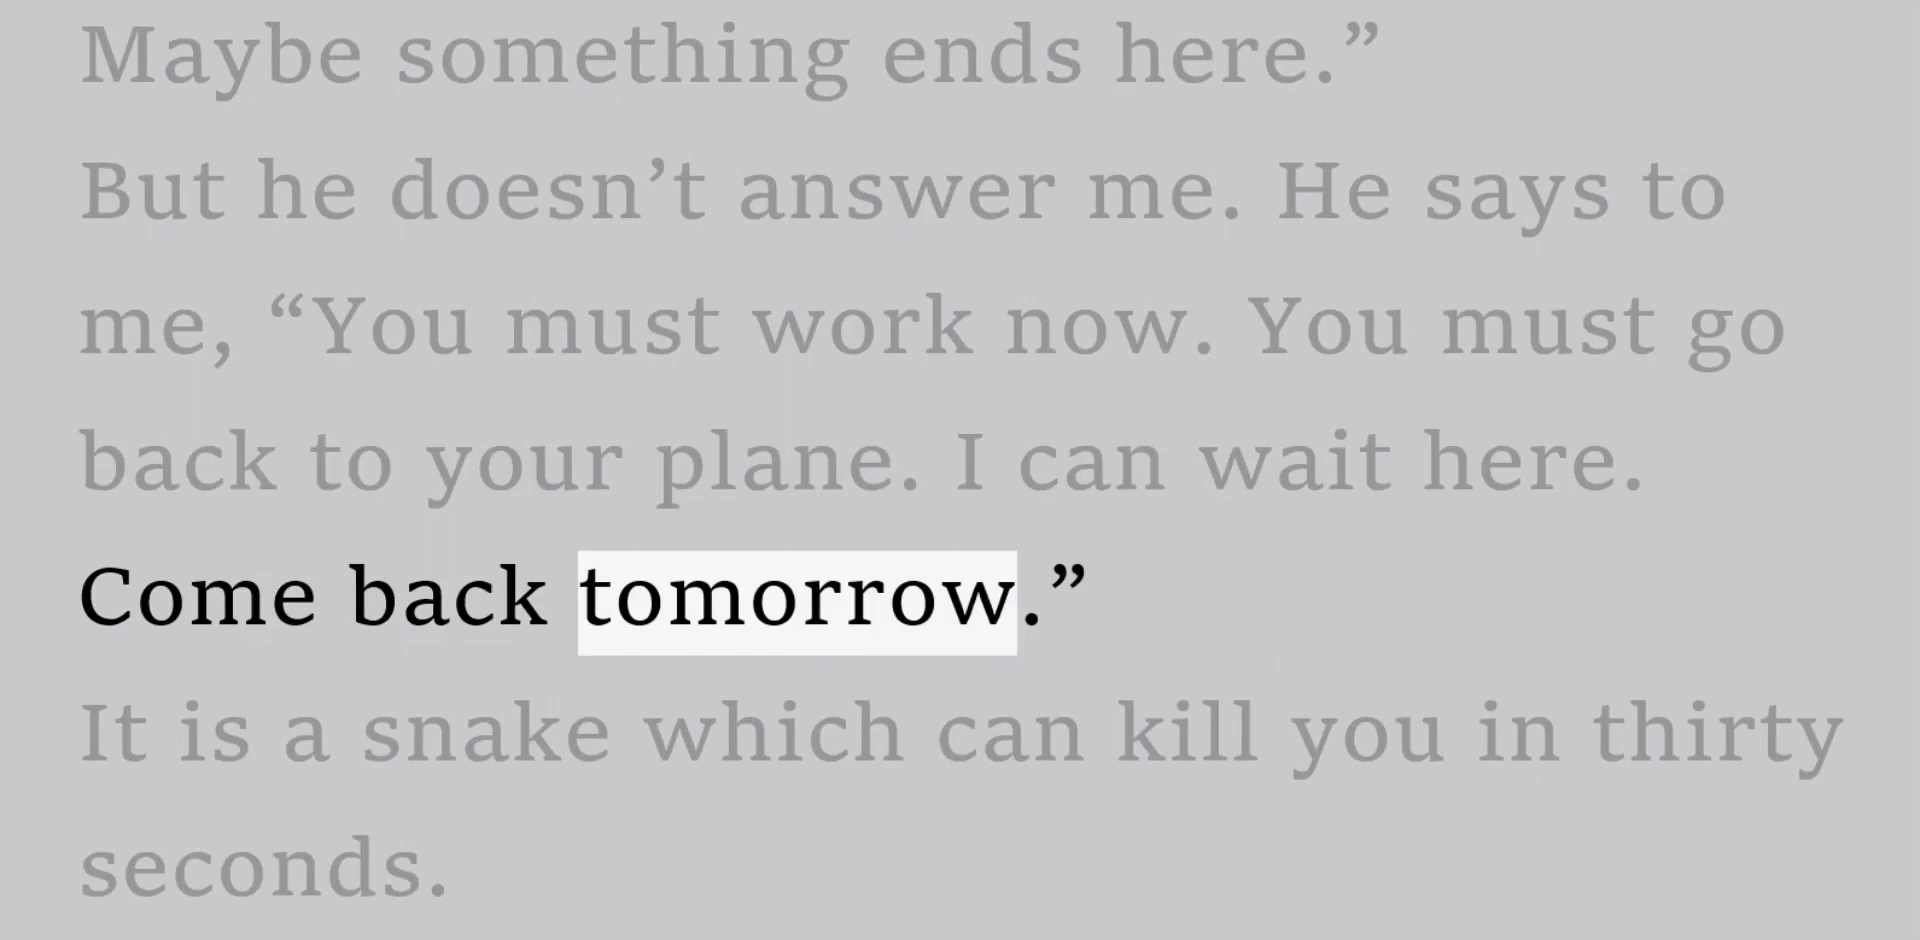 Maybe something ends here.”
But he doesn’t answer me. He says to
me, “You must work now. You must go
back to your plane. I can wait here.
Come back tomorrow.”
It is a snake which can kill you in thirty
seconds.